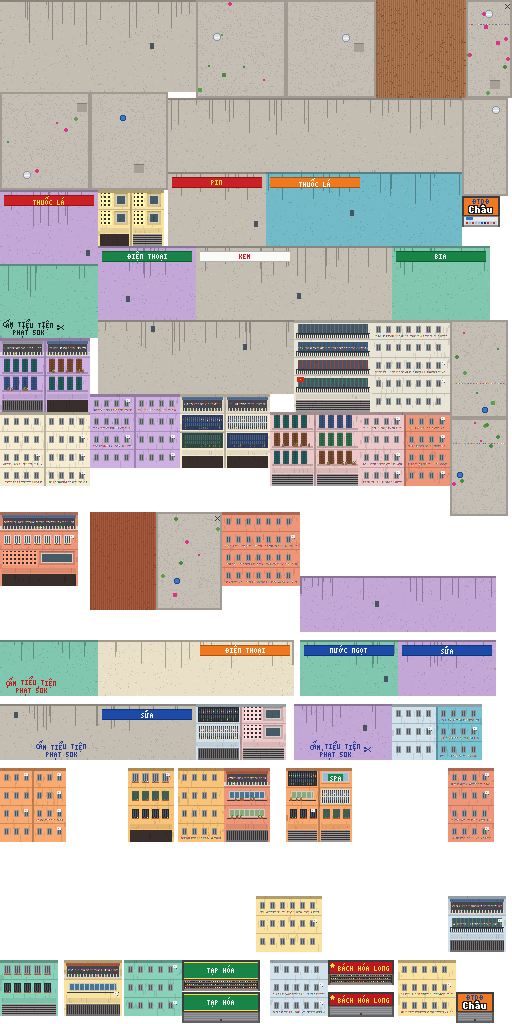 THUỐC LÁ
PIN
THUỐC LÁ
Châu
ĐIỆN THOẠI
KEM
BIA
CẤM TIỂU TIỆN
PHẠT 50K
ĐIỆN THOẠI
NƯỚC NGỌT
SỮA
CẤM TIỂU TIỆN
PHẠT 50K
SỮA
CẤM TIỂU TIỆN
PHẠT 50K
CẤM TIỂU TIỆN
PHẠT 50K
SPA
TẠP HÓA
TẠP HÓA
BÁCH HÓA LONG
BÁCH HÓA LONG
Châu